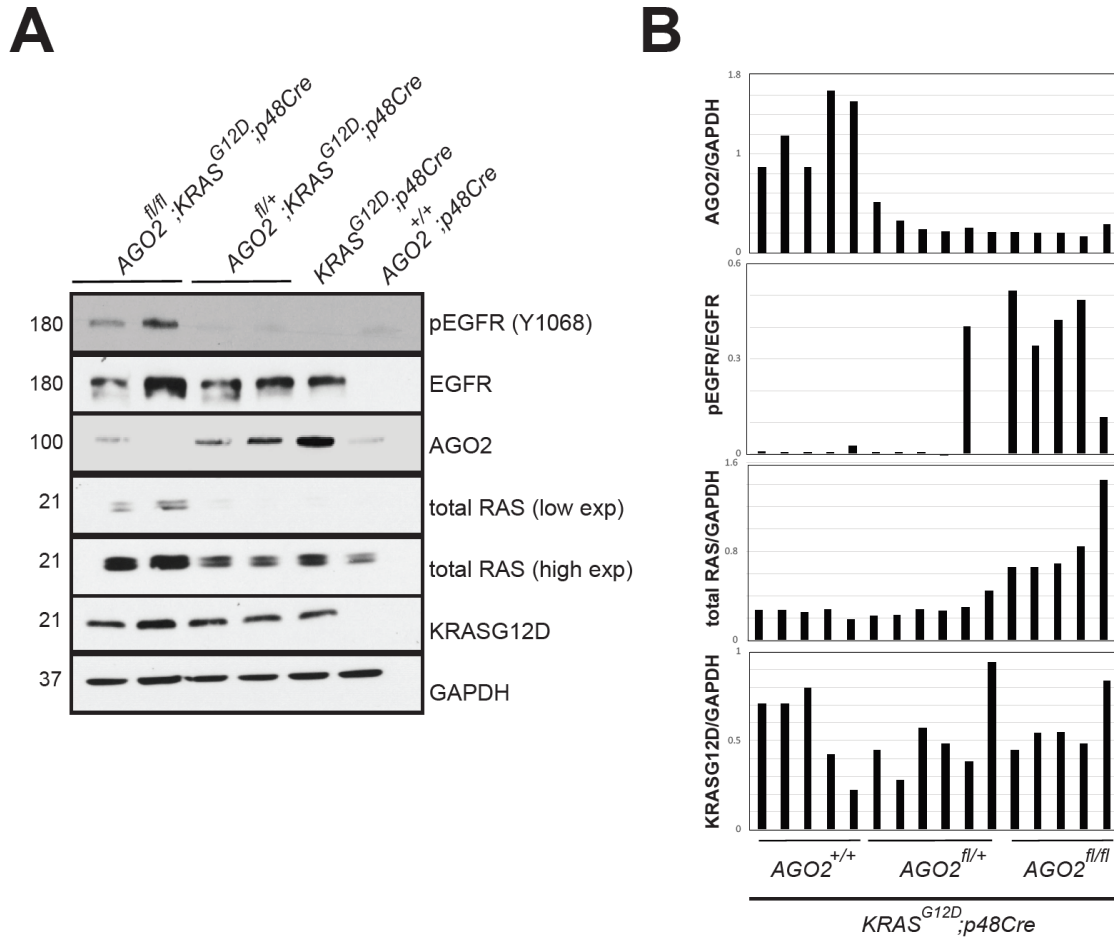 A
B
AGO2fl/fl;KRASG12D;p48Cre
AGO2fl/+;KRASG12D;p48Cre
KRASG12D;p48Cre
AGO2+/+;p48Cre
180
pEGFR (Y1068)
180
EGFR
100
AGO2
21
total RAS (low exp)
21
total RAS (high exp)
21
KRASG12D
37
GAPDH
AGO2/GAPDH
1.8
1
0
pEGFR/EGFR
0.6
0.3
0
total RAS/GAPDH
1.6
0.8
0
KRASG12D/GAPDH
1
0.5
0
AGO2+/+
AGO2fl/+
AGO2fl/fl
KRASG12D;p48Cre